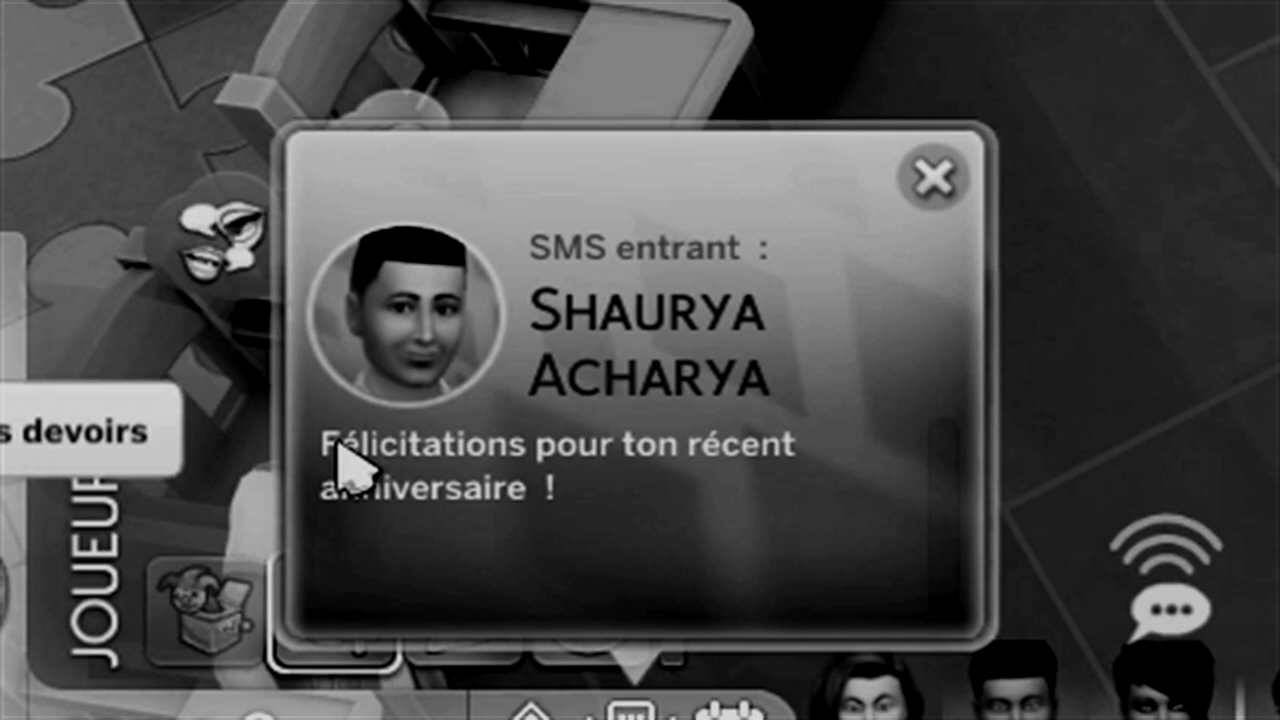 SMS entrant :
SHAURYA
ACHARYA
Félicitations pour ton récent
anniversaire !
s devoirs
JOUEUR